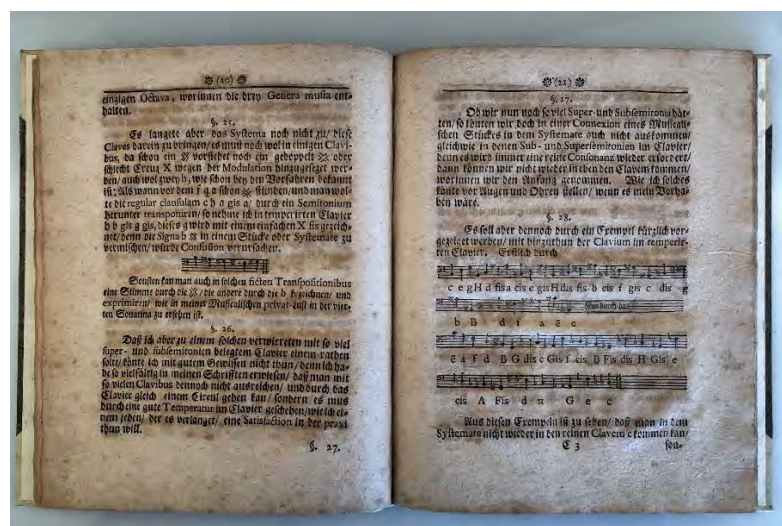 (20)
einzigen Octava, worinnen die drey Genera musica ent-
halten.
§. 25.
Es langete aber das Systema noch nicht zu/ diese
Claves darein zu bringen/ es muß noch wol in einigen Clavi-
bus, da schon ein ※ vorstehet noch ein gedoppelt ※ oder
schlecht Creutz X wegen der Modulation hinzugesetzet wer-
den/ auch wol zwey b, wie schon bey den Vorfahren bekannt
ist: Als wann vor dem f g a schon ※ stünden/ und man wol-
te die regular clausulam c h a gis a, durch ein Semitonium
herunter transponiren/ so nehme ich in temperirten Clavier
h b gis g gis, dieses g wird mit einem einfachen X fis gezeich-
net/ denn die Signa b ※ in einem Stücke oder Systemate zu
vermischen/ würde Confusion verursachen.
Sonsten kan man auch in solchen ficten Transpositionibus
eine Stimme durch die ※ / die andere durch die b bezeichnen/ und
exprimiren/ wie in meiner Musicalischen privat-Lust in der vier-
ten Sonatina zu ersehen ist.
§. 26.
Daß ich aber zu einem solchen verwirreten mit so viel
super- und subsemitonien belegtem Clavier einem rathen
solte/ könte ich mit gutem Gewissen nicht thun/ denn ich ha-
be so vielfältig in meinen Schrifften erwiesen/ daß man mit
so vielen Clavibus dennoch nicht ausreichen/ und durch das
Clavier gleich einem Circul gehen kan/ sondern es muß
durch eine gute Temperatur im Clavier geschehen/ wie ich ei-
nem jeden/ der es verlanget/ eine Satisfaction in der praxi
thun will.
§. 27.
(21)
§. 27.
Ob wir nun noch so viel Super- und Subsemitonia hät-
ten/ so könten wir doch in einer Connexion eines Musicali-
schen Stückes in dem Systemate auch nicht auskommen/
gleichwie in denen Sub- und Supersemitonien im Clavier/
denn es wird immer eine reine Consonanz wieder erfordert/
dann können wir nicht wieder in eben den Clavem kommen/
worinnen wir den Anfang genommen. Wie ich solches
könte vor Augen und Ohren stellen/ wenn es mein Vorha-
ben wäre.
§. 28.
Es soll aber dennoch durch ein Exempel kürtzlich vor-
gezeiget werden/ mit hinzuthun der Clavium im temperir-
ten Clavier. Erstlich durch
c e g H d fis a cis e gis H dis fis b cis f gis c dis g
Nun durch das b
b B d f a c e
c a f d B G dis c Gis f cis B Fis dis H Gis e
cis A Fis d G e c
Aus diesen Exempeln ist zu sehen/ daß man in dem
Systemate nicht wieder in den reinen Clavem c kommen kan/
C 3 son-